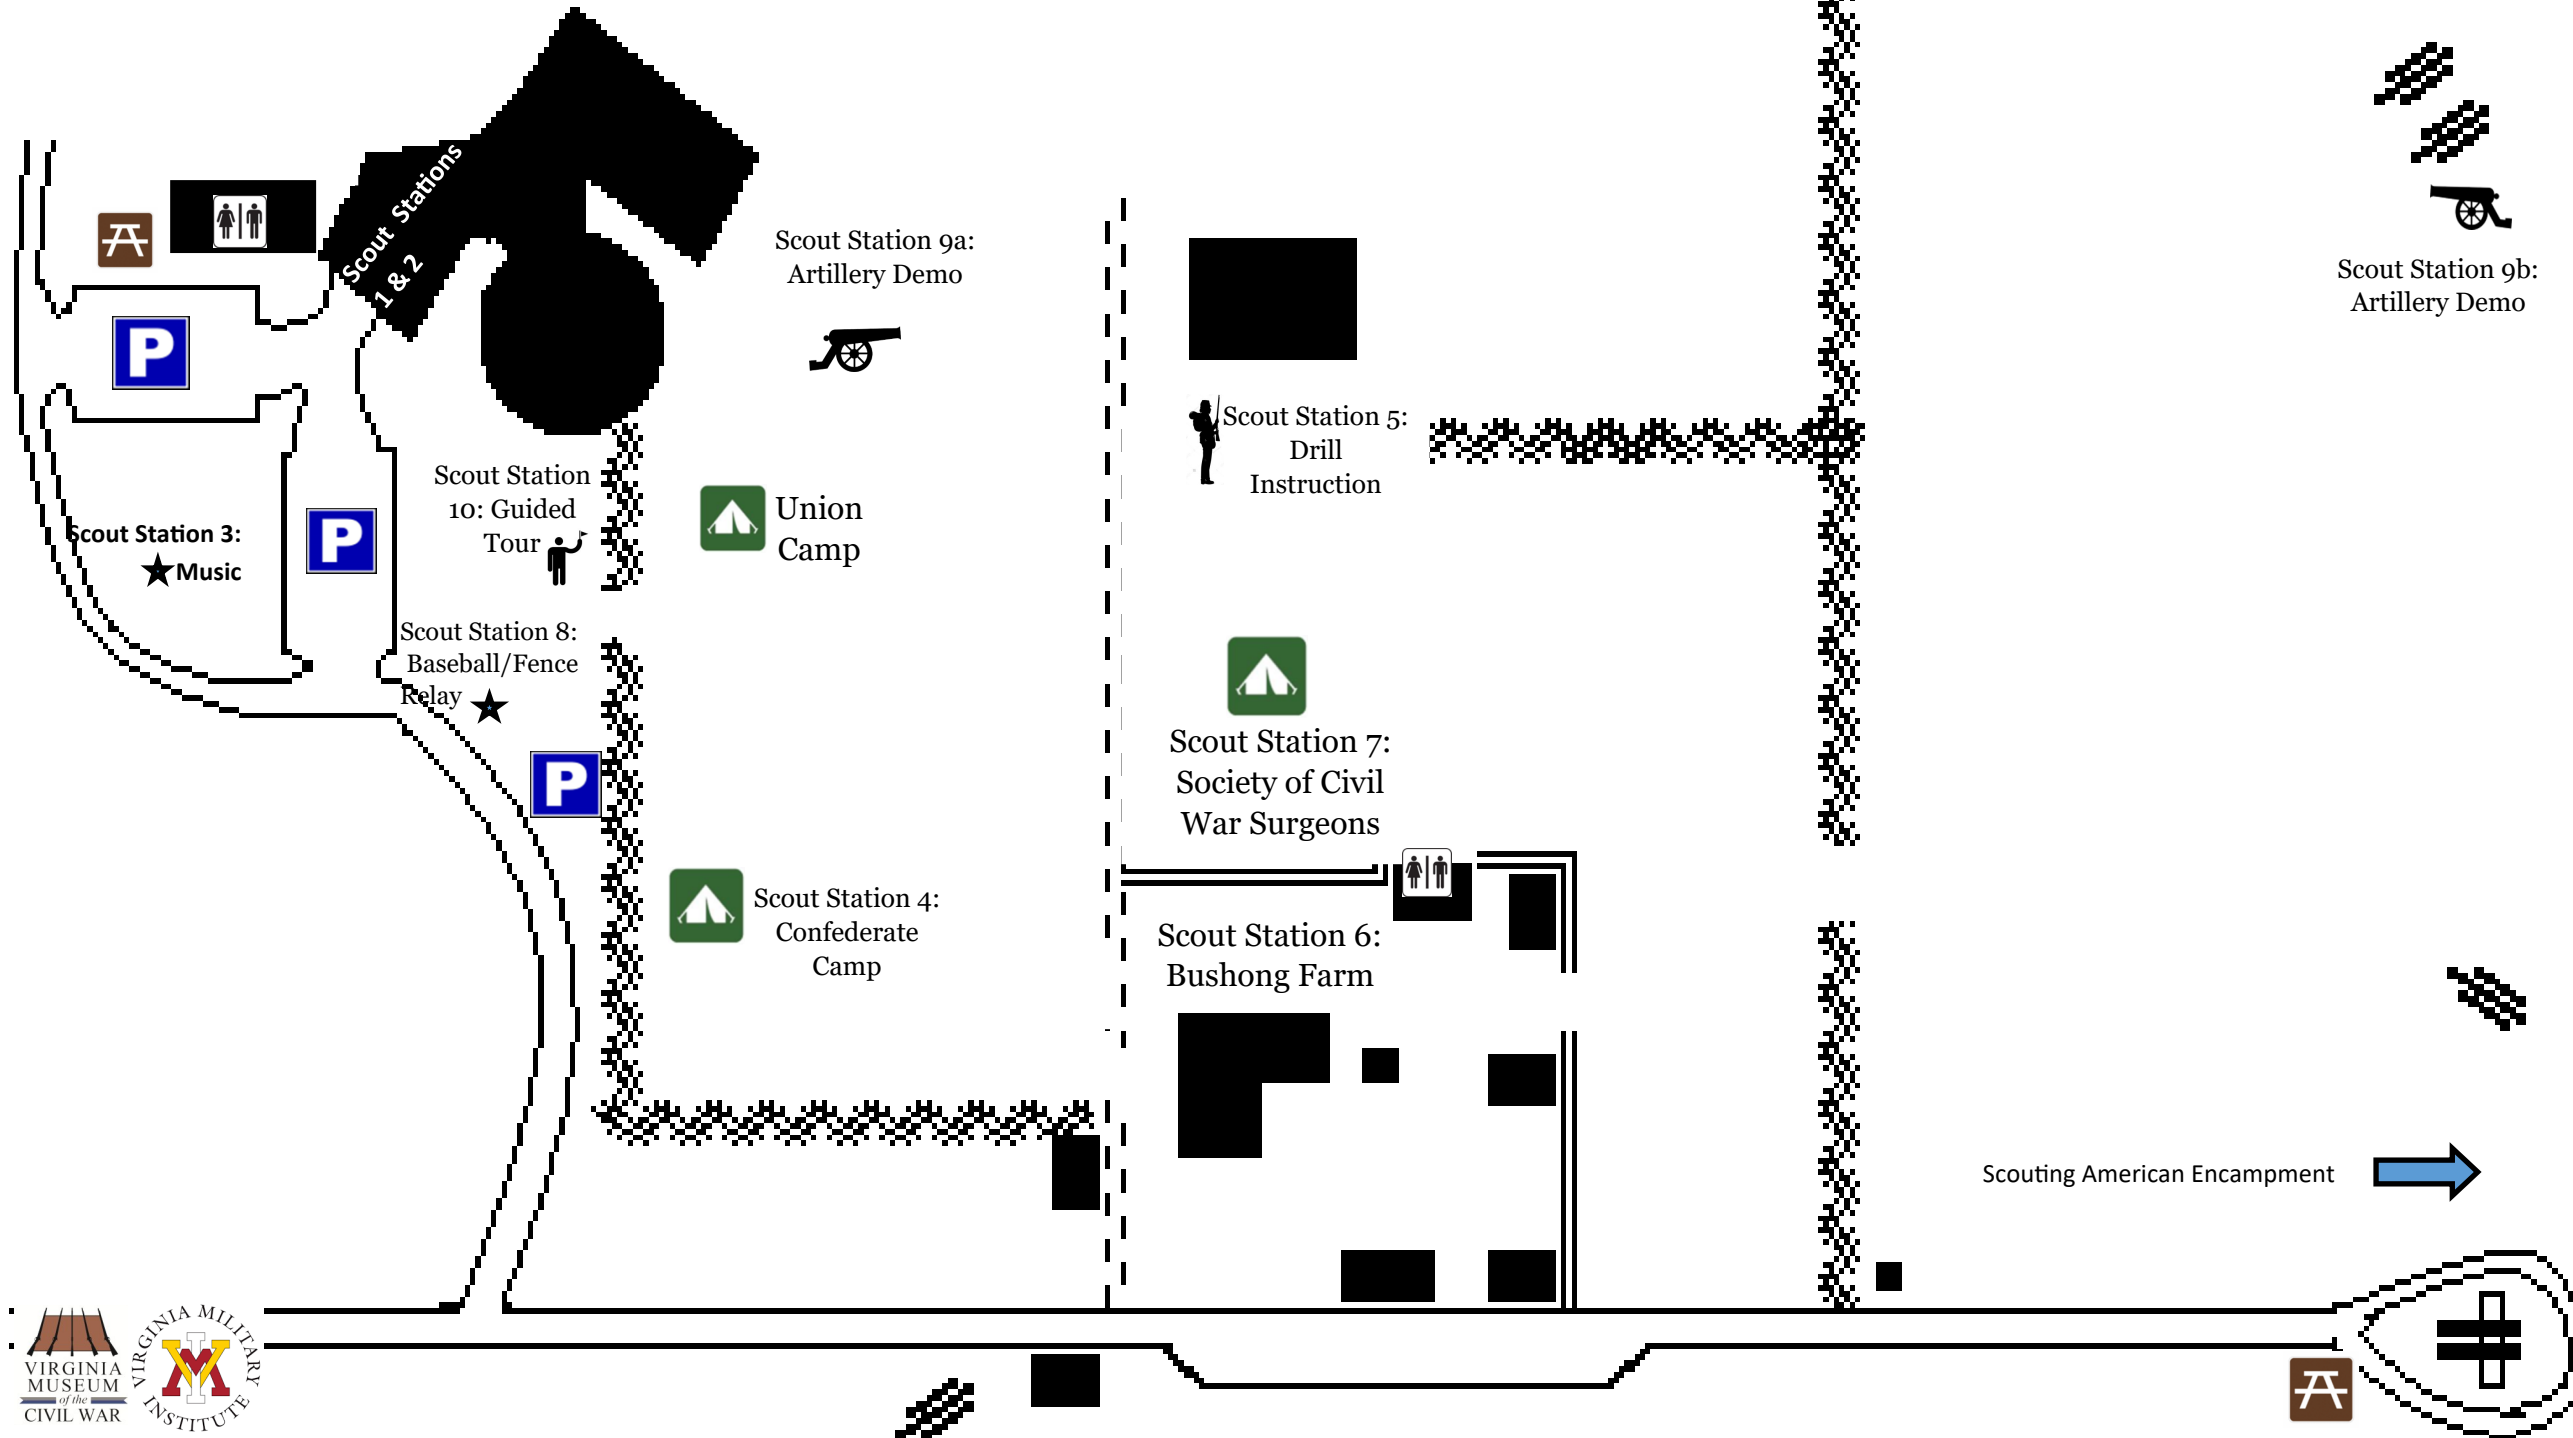 Scout Stations
1 & 2
Scout Station 9a:
Artillery Demo
Scout Station 9b:
Artillery Demo
P
Scout Station 5:
Drill
Instruction
Scout Station
10: Guided
Tour
Union
Camp
Scout Station 3:
Music
P
Scout Station 8:
Baseball/Fence
Relay
P
Scout Station 7:
Society of Civil
War Surgeons
Scout Station 4:
Confederate
Camp
Scout Station 6:
Bushong Farm
Scouting American Encampment
VIRGINIA
MUSEUM
of the
CIVIL WAR
VIRGINIA MILITARY
INSTITUTE
VMI